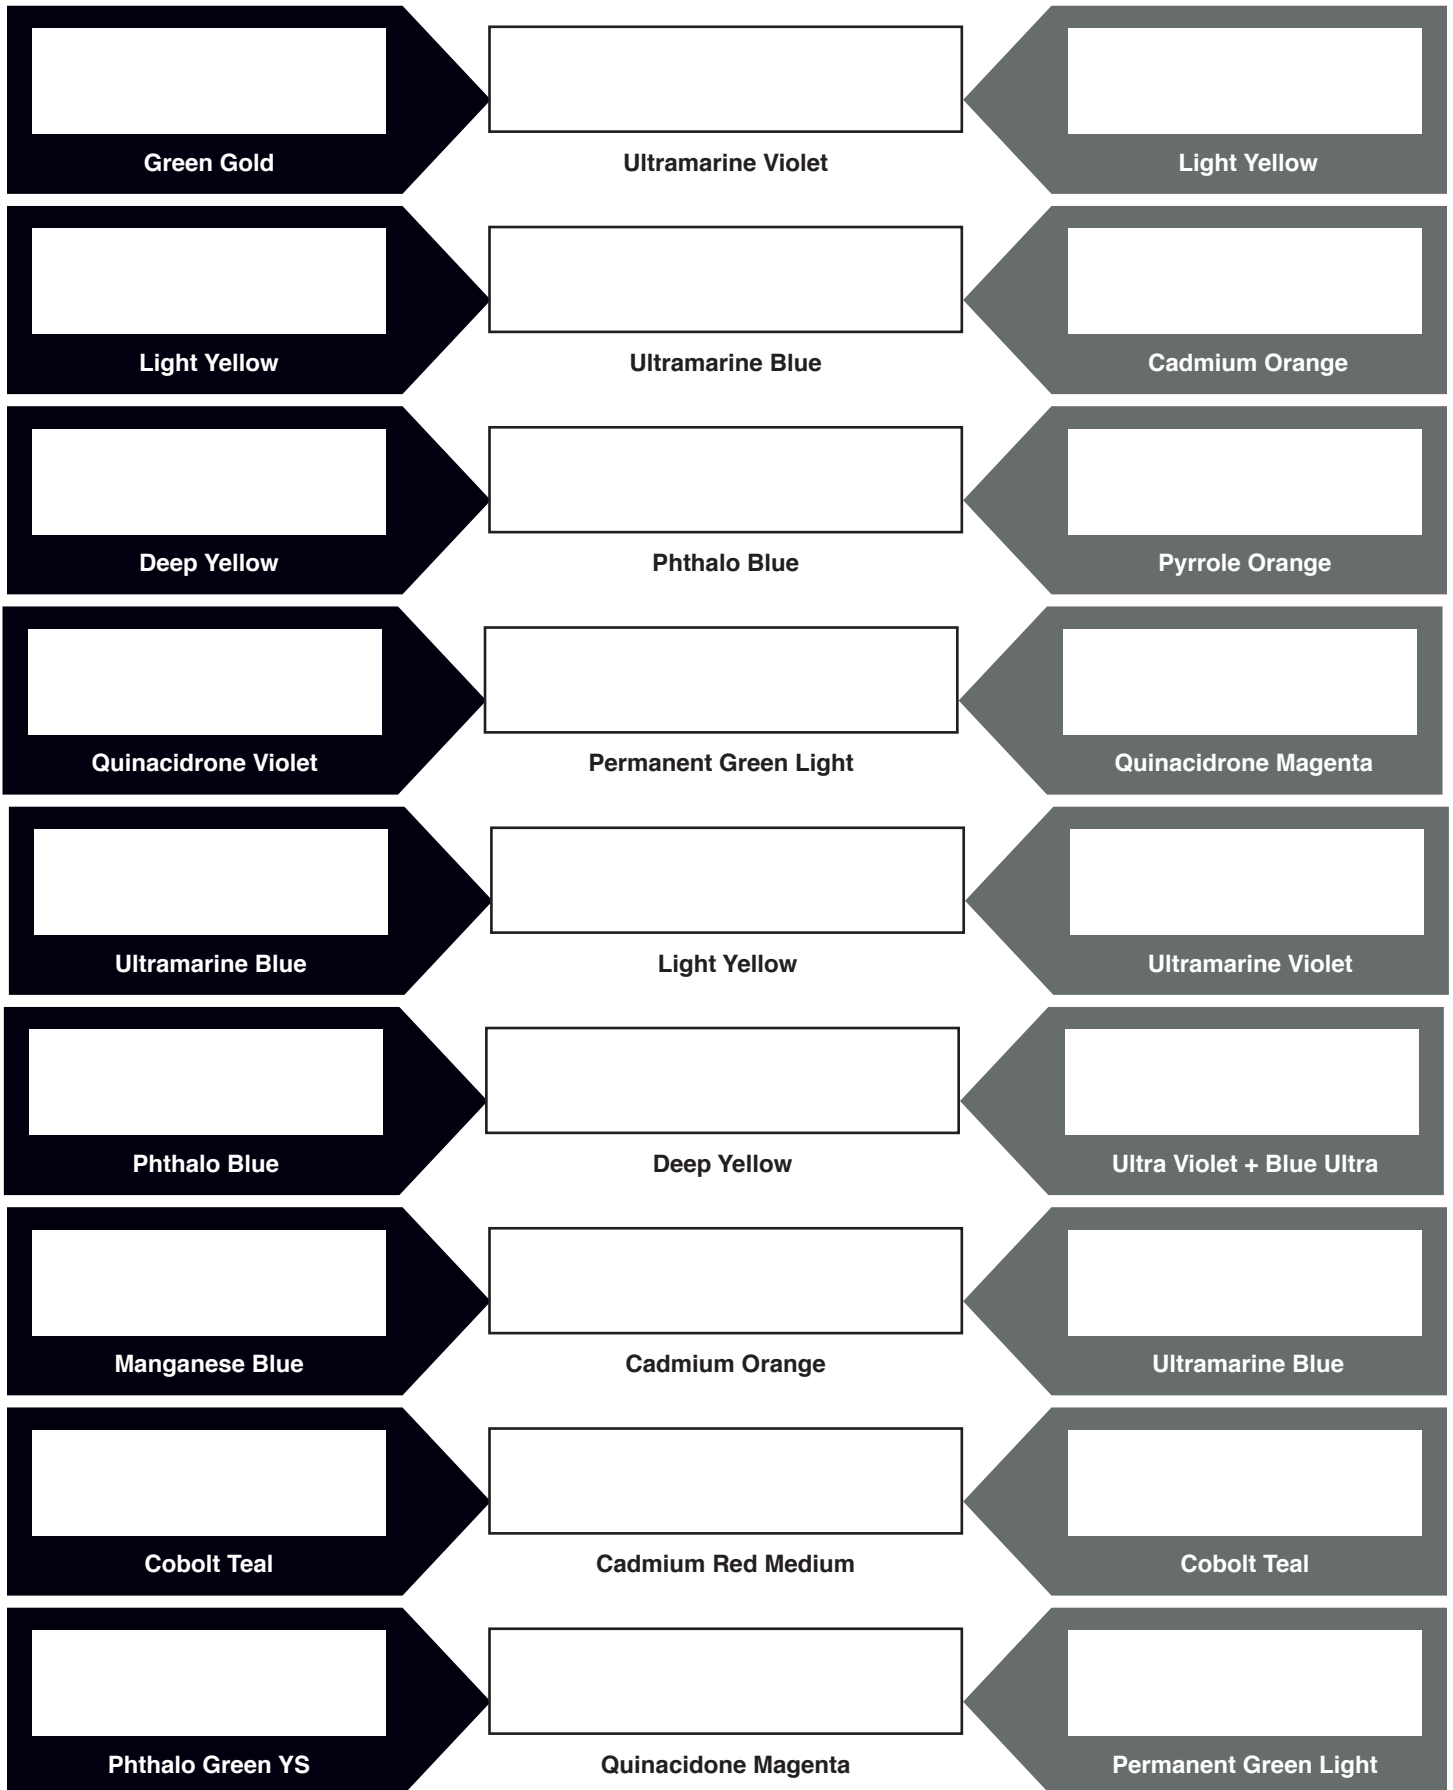 Green Gold
Ultramarine Violet
Light Yellow
Light Yellow
Ultramarine Blue
Cadmium Orange
Deep Yellow
Phthalo Blue
Pyrrole Orange
Quinacidrone Violet
Permanent Green Light
Quinacidrone Magenta
Ultramarine Blue
Light Yellow
Ultramarine Violet
Phthalo Blue
Deep Yellow
Ultra Violet + Blue Ultra
Manganese Blue
Cadmium Orange
Ultramarine Blue
Cobolt Teal
Cadmium Red Medium
Cobolt Teal
Phthalo Green YS
Quinacidone Magenta
Permanent Green Light